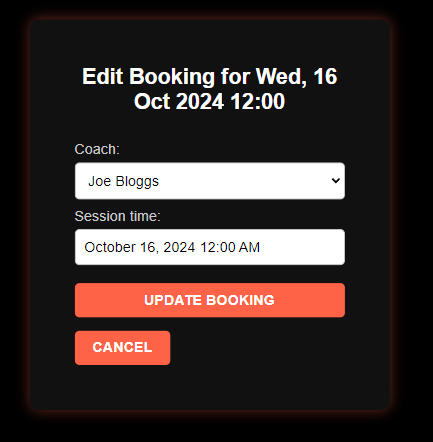 Edit Booking for Wed, 16
Oct 2024 12:00
Coach:
Joe Bloggs
Session time:
October 16, 2024 12:00 AM
UPDATE BOOKING
CANCEL